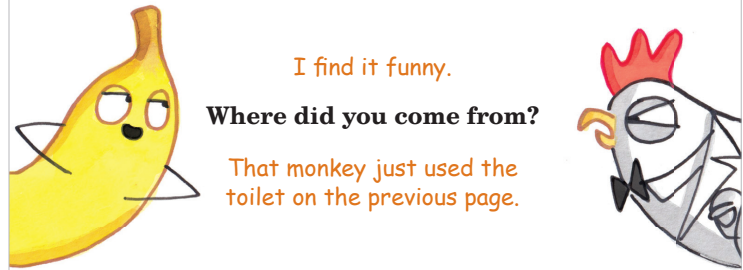 I find it funny.
Where did you come from?
That monkey just used the
toilet on the previous page.